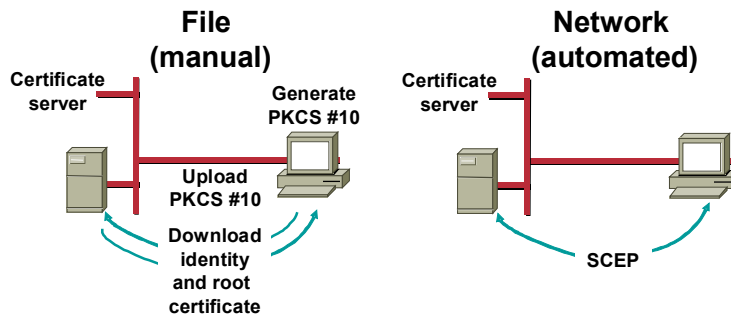 File
(manual)
Certificate
server
Generate
PKCS #10
Upload
PKCS #10
Download
identity
and root
certificate
Network
(automated)
Certificate
server
SCEP